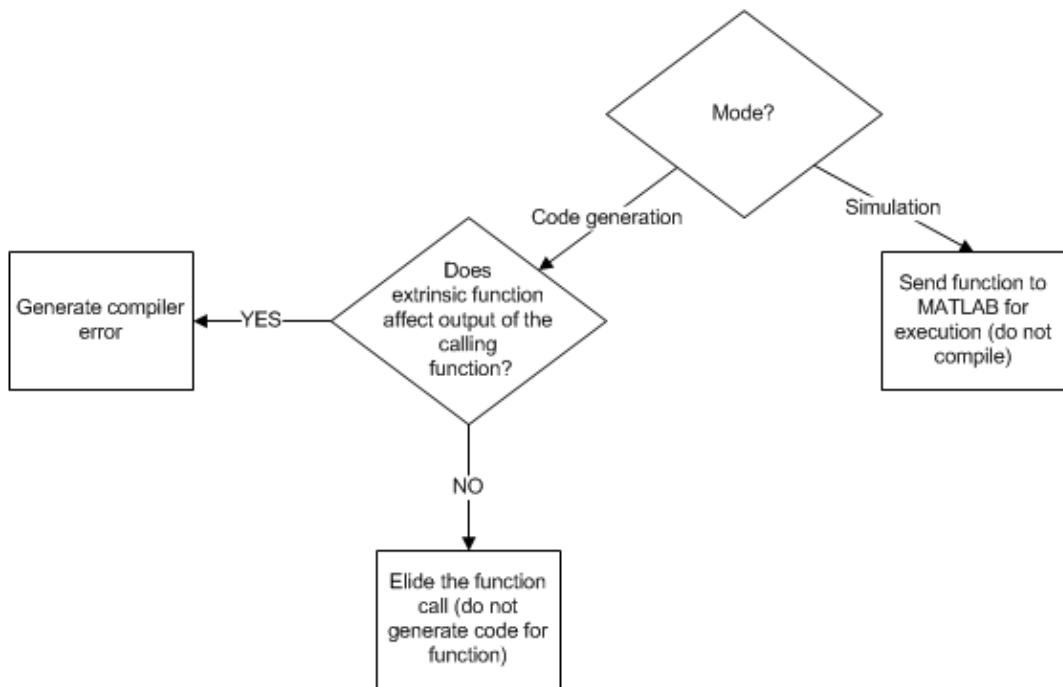 Mode?
Code generation
Simulation
Does
extrinsic function
affect output of the
calling
function?
Generate compiler
error
YES
Send function to
MATLAB for
execution (do not
compile)
NO
Elide the function
call (do not
generate code for
function)